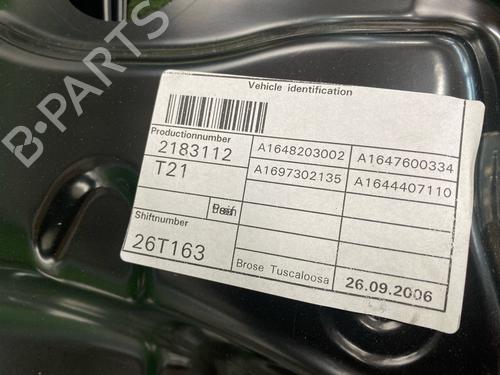 B-PARTS
Vehicle identification
Productionnumber
2183112
A1648203002 A1647600334
T21
A1697302135 A1644407110
Shiftnumber
26T163
Brose Tuscaloosa 26.09.2006